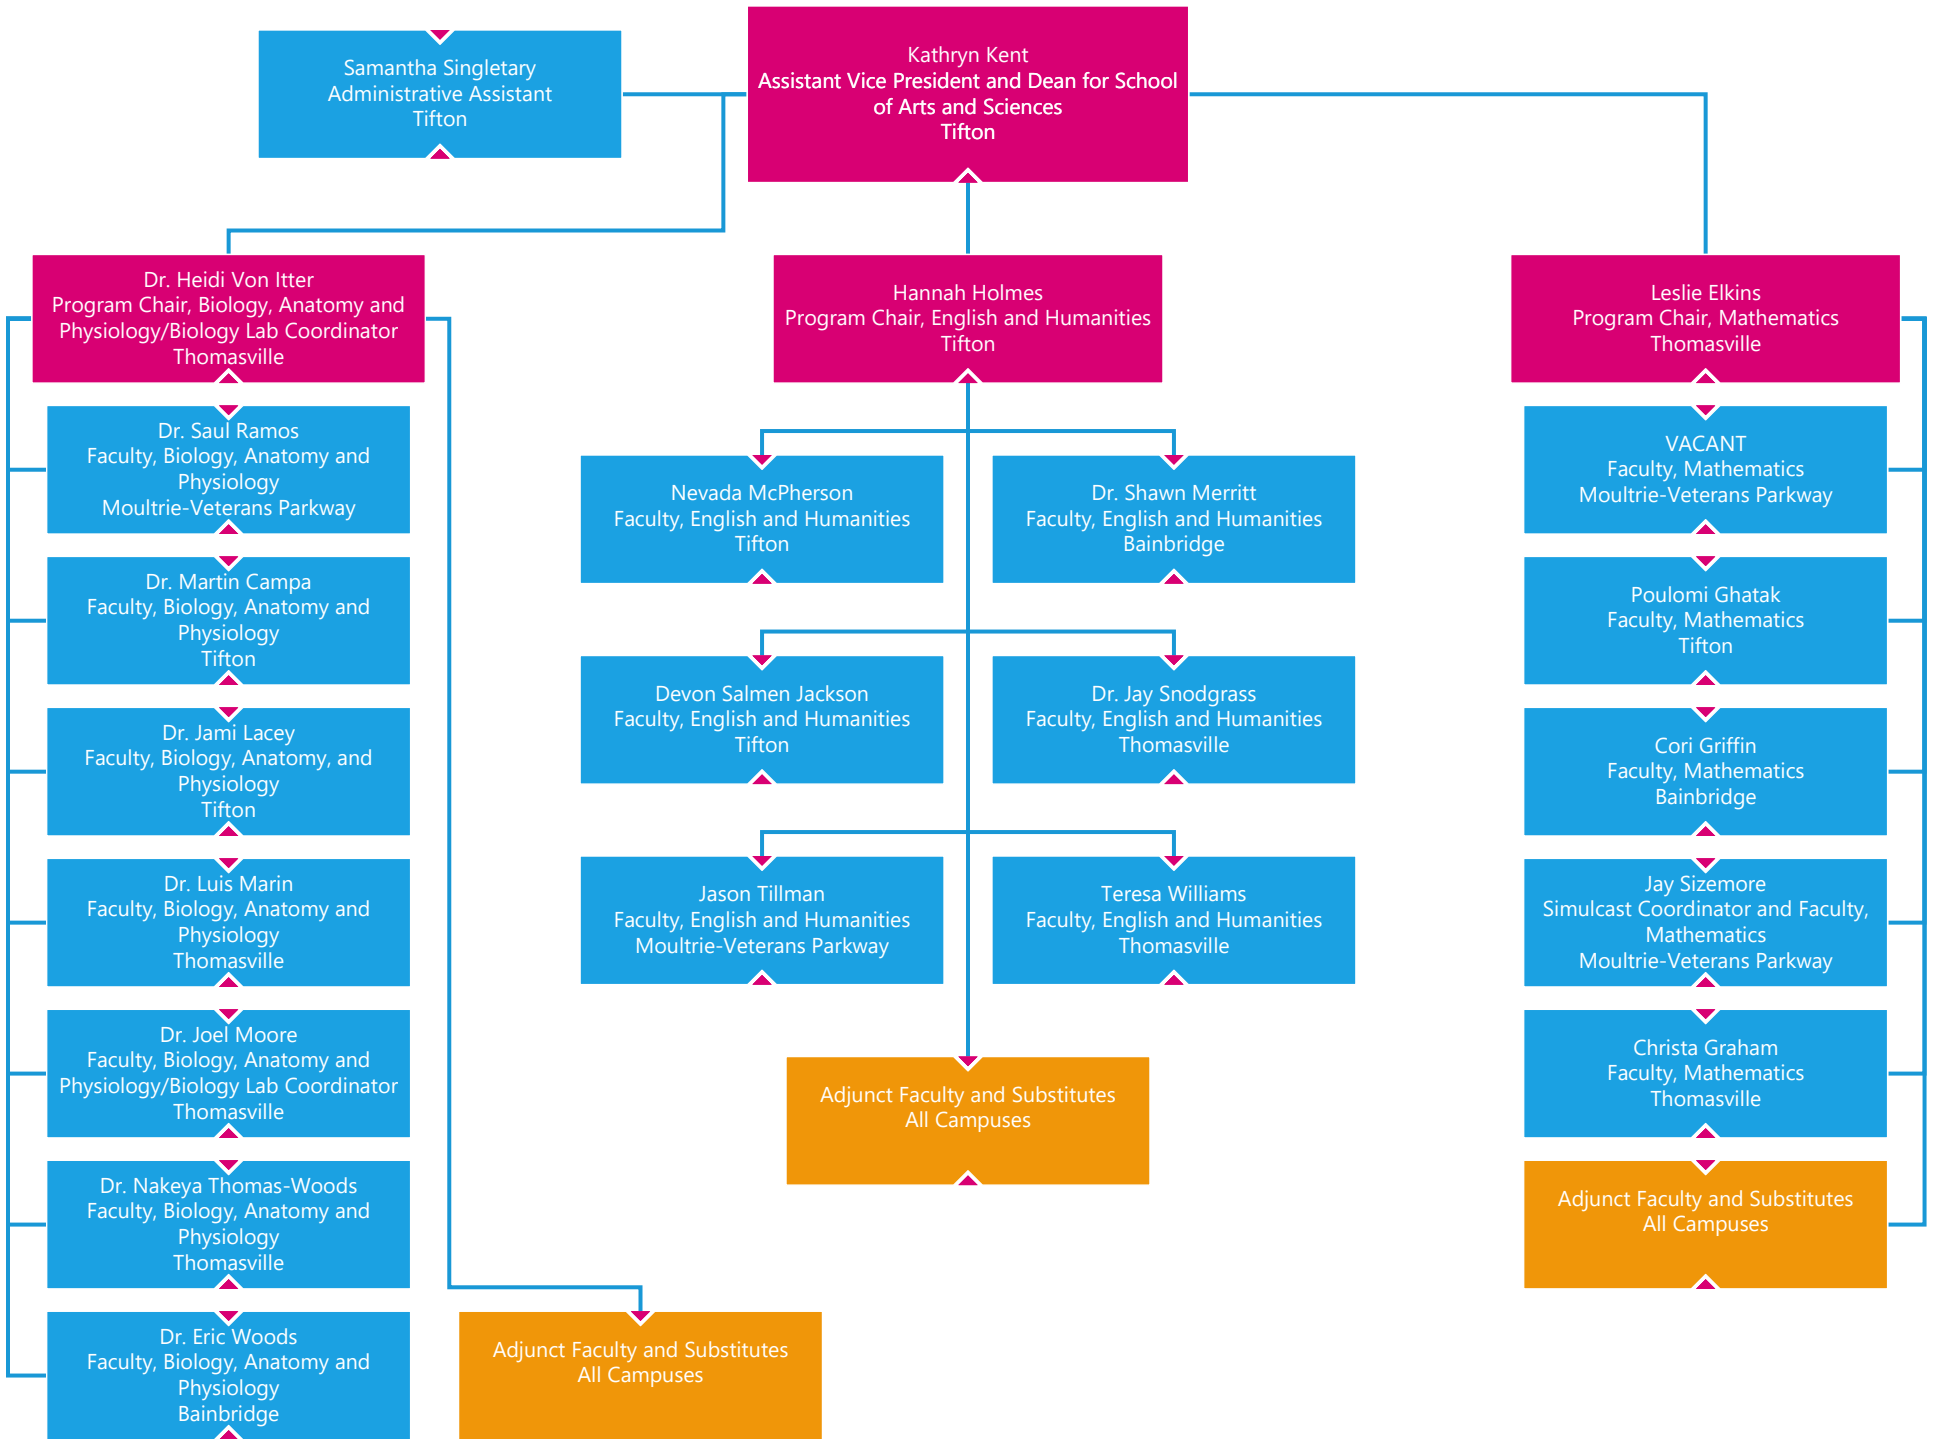 Samantha Singletary
Administrative Assistant
Tifton
Kathryn Kent
Assistant Vice President and Dean for School
of Arts and Sciences
Tifton
Dr. Heidi Von Itter
Program Chair, Biology, Anatomy and
Physiology/Biology Lab Coordinator
Thomasville
Dr. Saul Ramos
Faculty, Biology, Anatomy and
Physiology
Moultrie-Veterans Parkway
Dr. Martin Campa
Faculty, Biology, Anatomy and
Physiology
Tifton
Dr. Jami Lacey
Faculty, Biology, Anatomy, and
Physiology
Tifton
Dr. Luis Marin
Faculty, Biology, Anatomy and
Physiology
Thomasville
Dr. Joel Moore
Faculty, Biology, Anatomy and
Physiology/Biology Lab Coordinator
Thomasville
Dr. Nakeya Thomas-Woods
Faculty, Biology, Anatomy and
Physiology
Thomasville
Dr. Eric Woods
Faculty, Biology, Anatomy and
Physiology
Bainbridge
Adjunct Faculty and Substitutes
All Campuses
Hannah Holmes
Program Chair, English and Humanities
Tifton
Nevada McPherson
Faculty, English and Humanities
Tifton
Dr. Shawn Merritt
Faculty, English and Humanities
Bainbridge
Devon Salmen Jackson
Faculty, English and Humanities
Tifton
Dr. Jay Snodgrass
Faculty, English and Humanities
Thomasville
Jason Tillman
Faculty, English and Humanities
Moultrie-Veterans Parkway
Teresa Williams
Faculty, English and Humanities
Thomasville
Adjunct Faculty and Substitutes
All Campuses
Leslie Elkins
Program Chair, Mathematics
Thomasville
VACANT
Faculty, Mathematics
Moultrie-Veterans Parkway
Poulomi Ghatak
Faculty, Mathematics
Tifton
Cori Griffin
Faculty, Mathematics
Bainbridge
Jay Sizemore
Simulcast Coordinator and Faculty,
Mathematics
Moultrie-Veterans Parkway
Christa Graham
Faculty, Mathematics
Thomasville
Adjunct Faculty and Substitutes
All Campuses